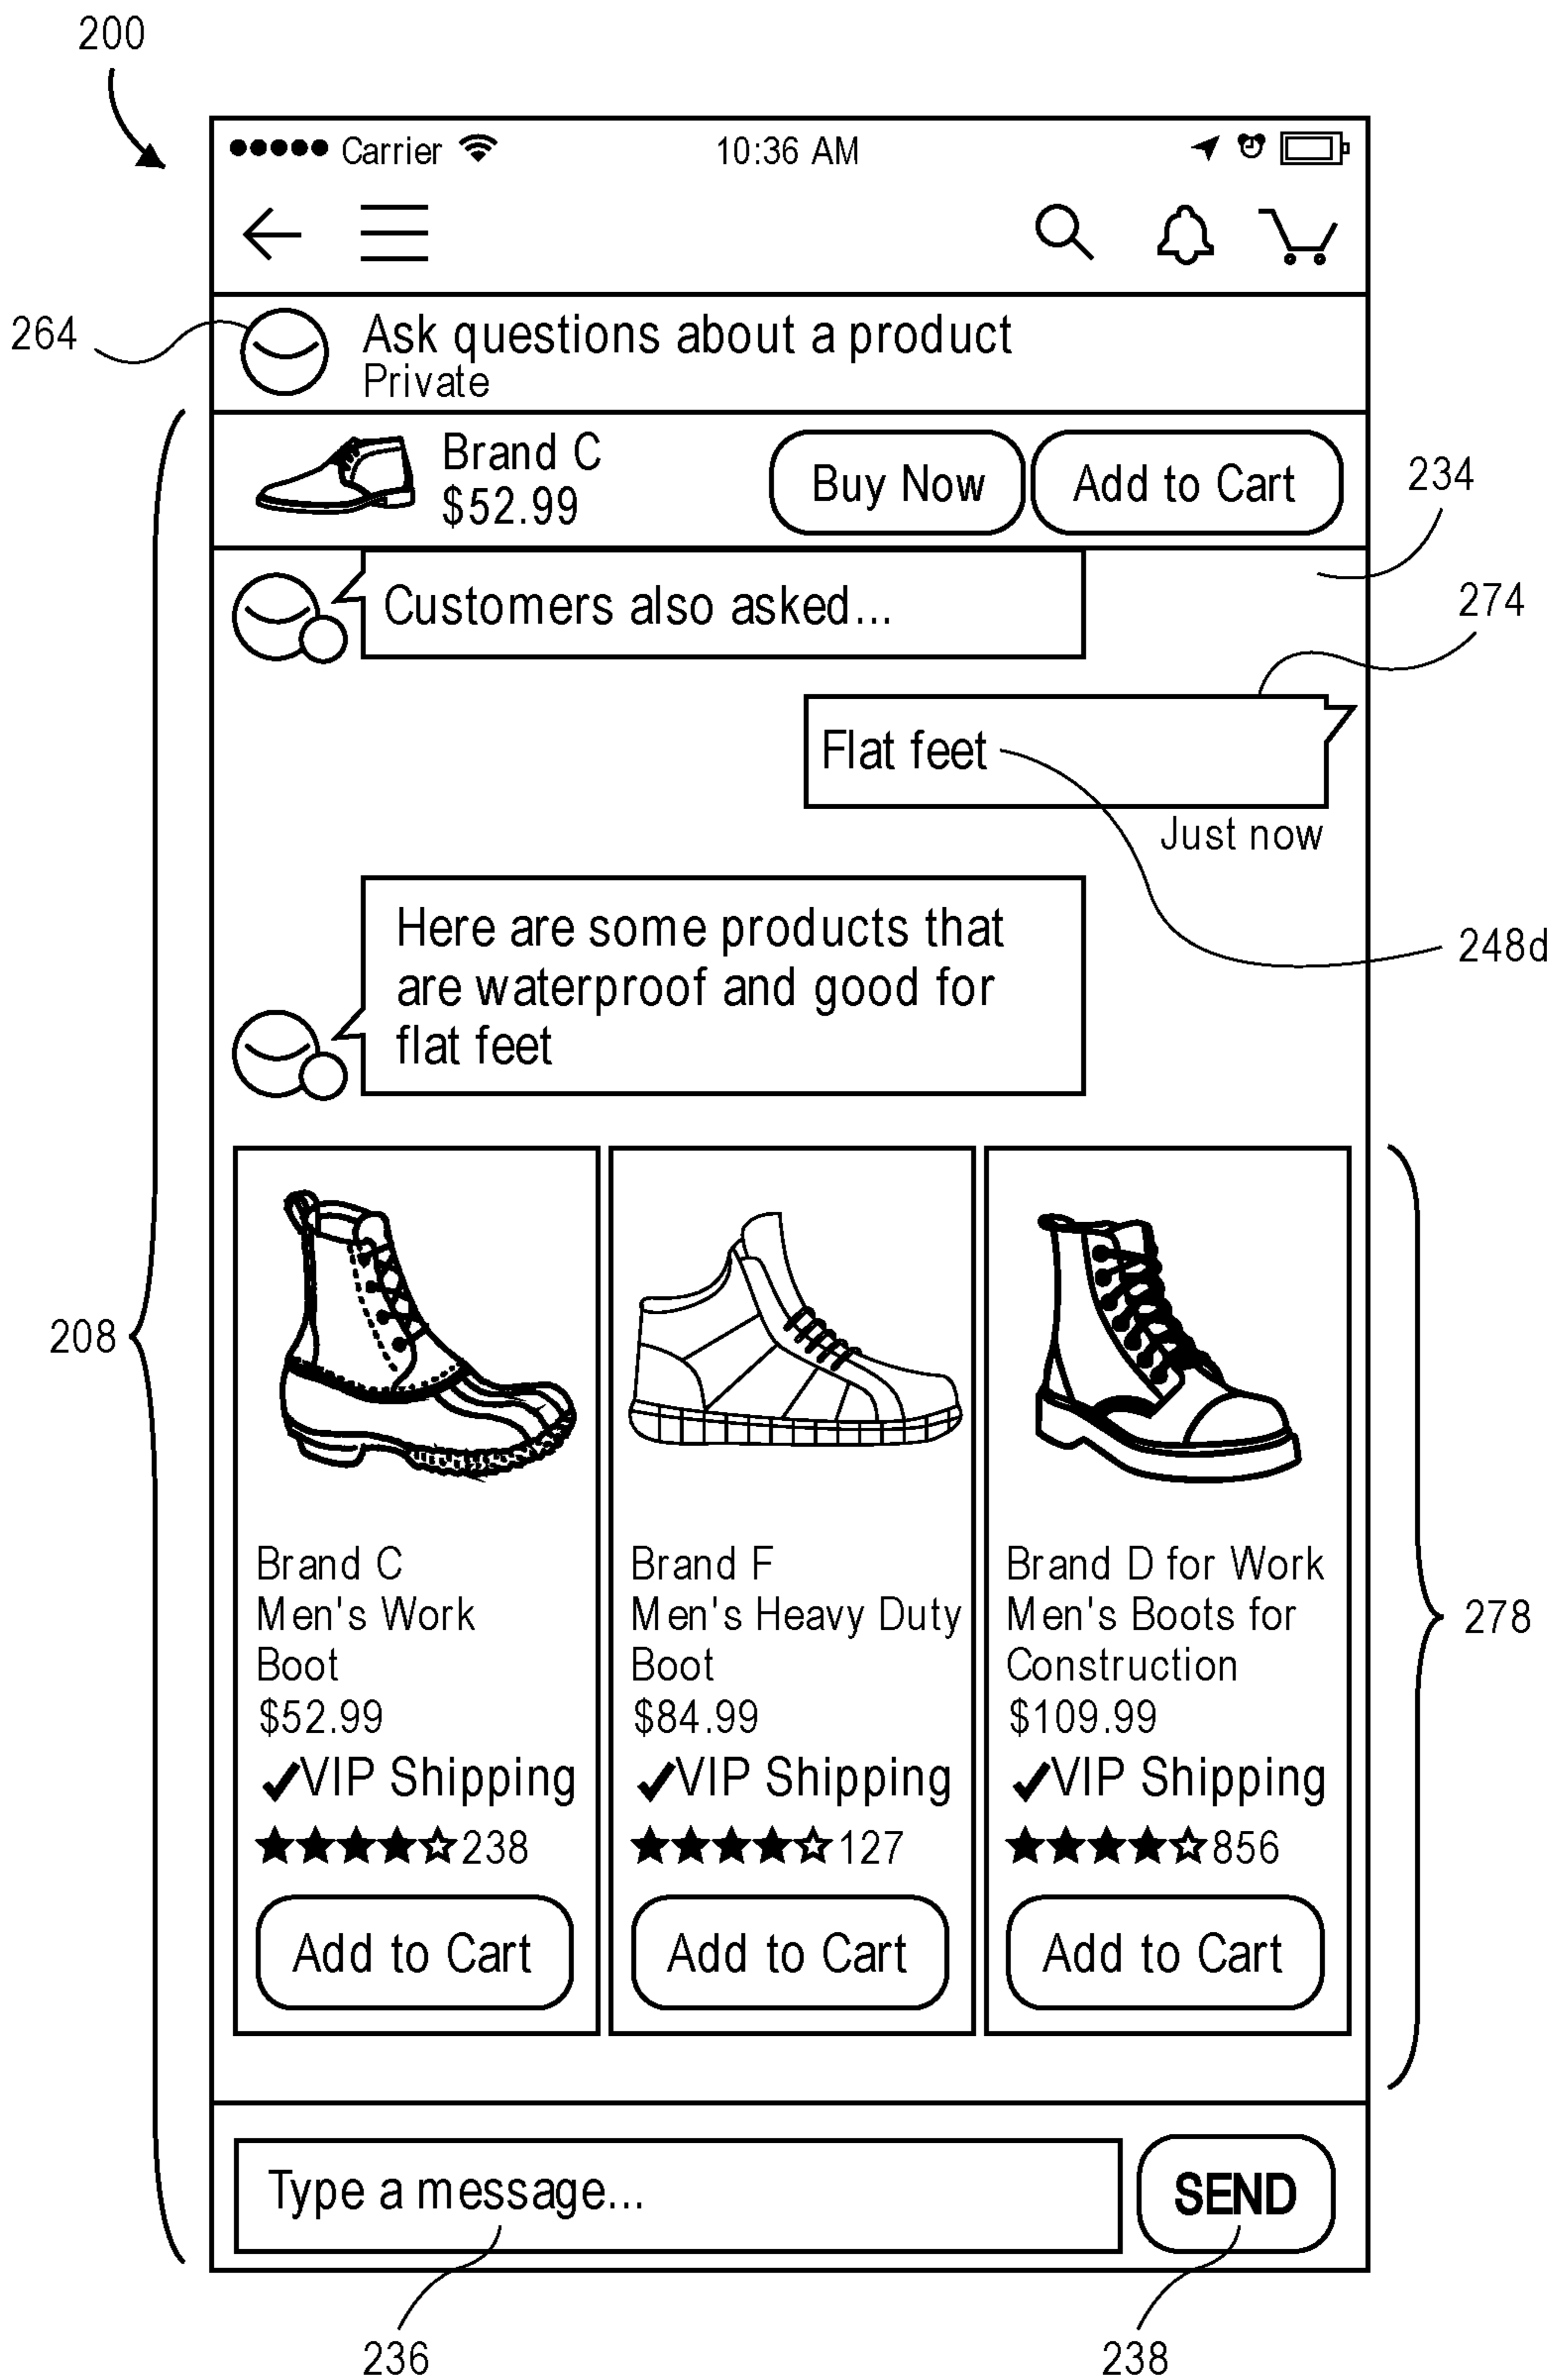 200
Carrier 10:36 AM
264
Ask questions about a product
Private
Brand C
$52.99
Buy Now
Add to Cart
234
Customers also asked...
274
Flat feet
Just now
248d
Here are some products that
are waterproof and good for
flat feet
208
278
Brand C
Men's Work
Boot
$52.99
✓VIP Shipping
★★★★☆238
Add to Cart
Brand F
Men's Heavy Duty
Boot
$84.99
✓VIP Shipping
★★★★☆127
Add to Cart
Brand D for Work
Men's Boots for
Construction
$109.99
✓VIP Shipping
★★★★☆856
Add to Cart
Type a message...
SEND
236
238